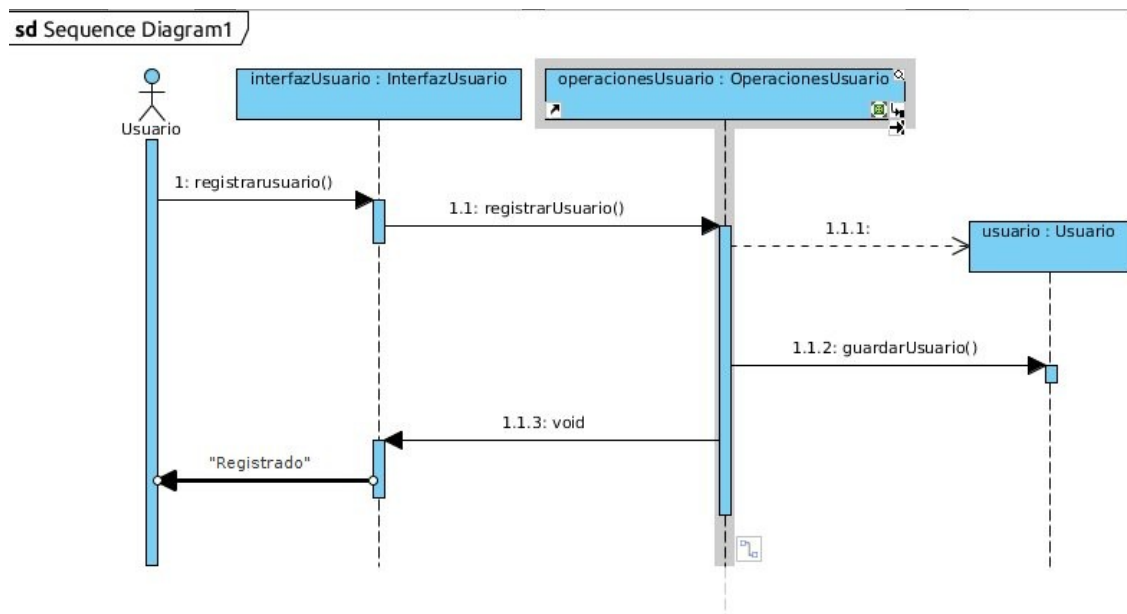 sd Sequence Diagram1
interfazUsuario : InterfazUsuario
operacionesUsuario : OperacionesUsuario
Usuario
1: registrarusuario()
1.1: registrarUsuario()
1.1.1:
usuario : Usuario
1.1.2: guardarUsuario()
1.1.3: void
"Registrado"